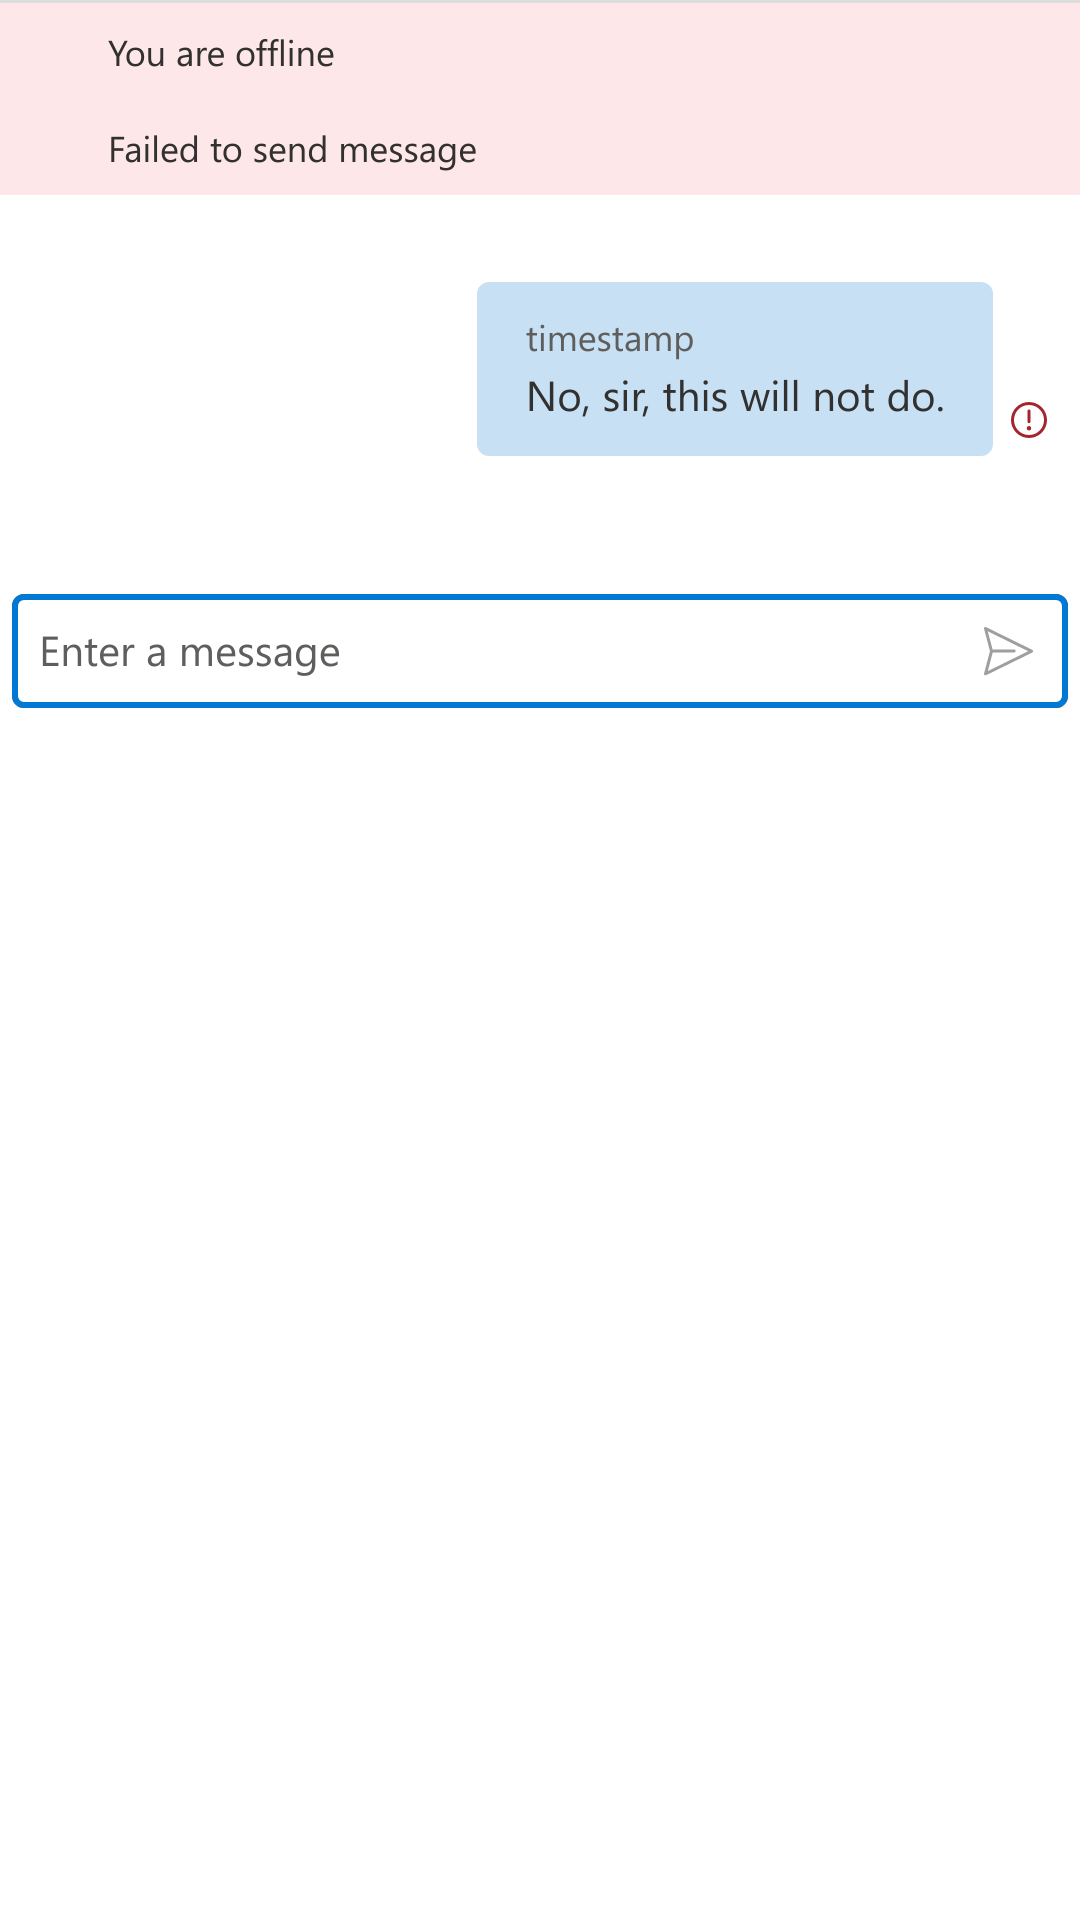 You are offline
Failed to send message
timestamp
No, sir, this will not do.
Enter a message